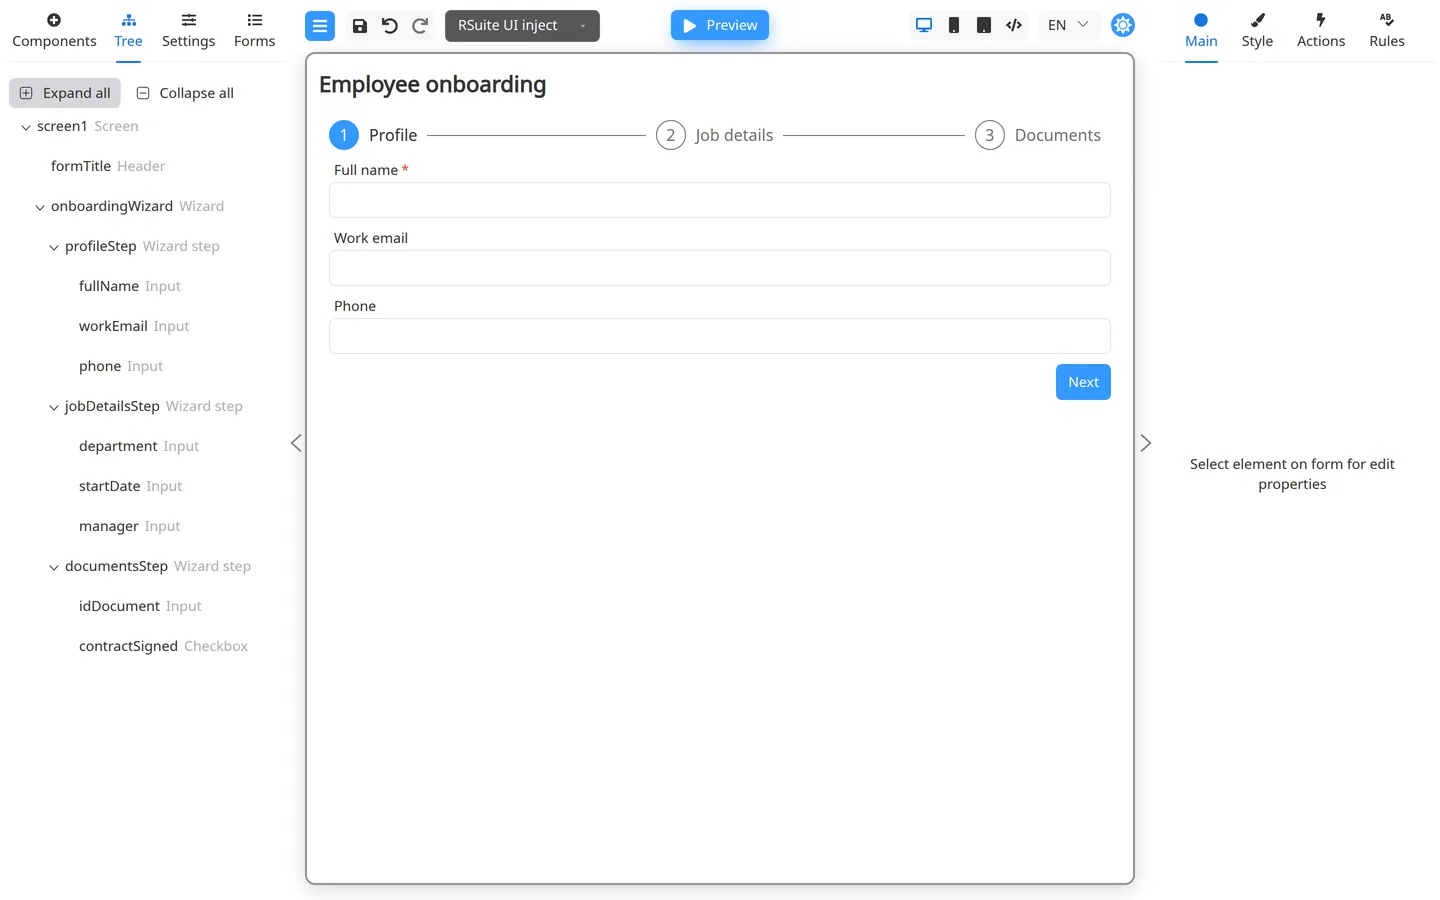 Components
Tree
Settings
Forms
RSuite UI inject
Preview
EN
Main
Style
Actions
AB
Rules
Expand all
Collapse all
screen1 Screen
formTitle Header
onboardingWizard Wizard
profileStep Wizard step
fullName Input
workEmail Input
phone Input
jobDetailsStep Wizard step
department Input
startDate Input
manager Input
documentsStep Wizard step
idDocument Input
contractSigned Checkbox
Employee onboarding
1 Profile
2 Job details
3 Documents
Full name *
Work email
Phone
Next
Select element on form for edit
properties